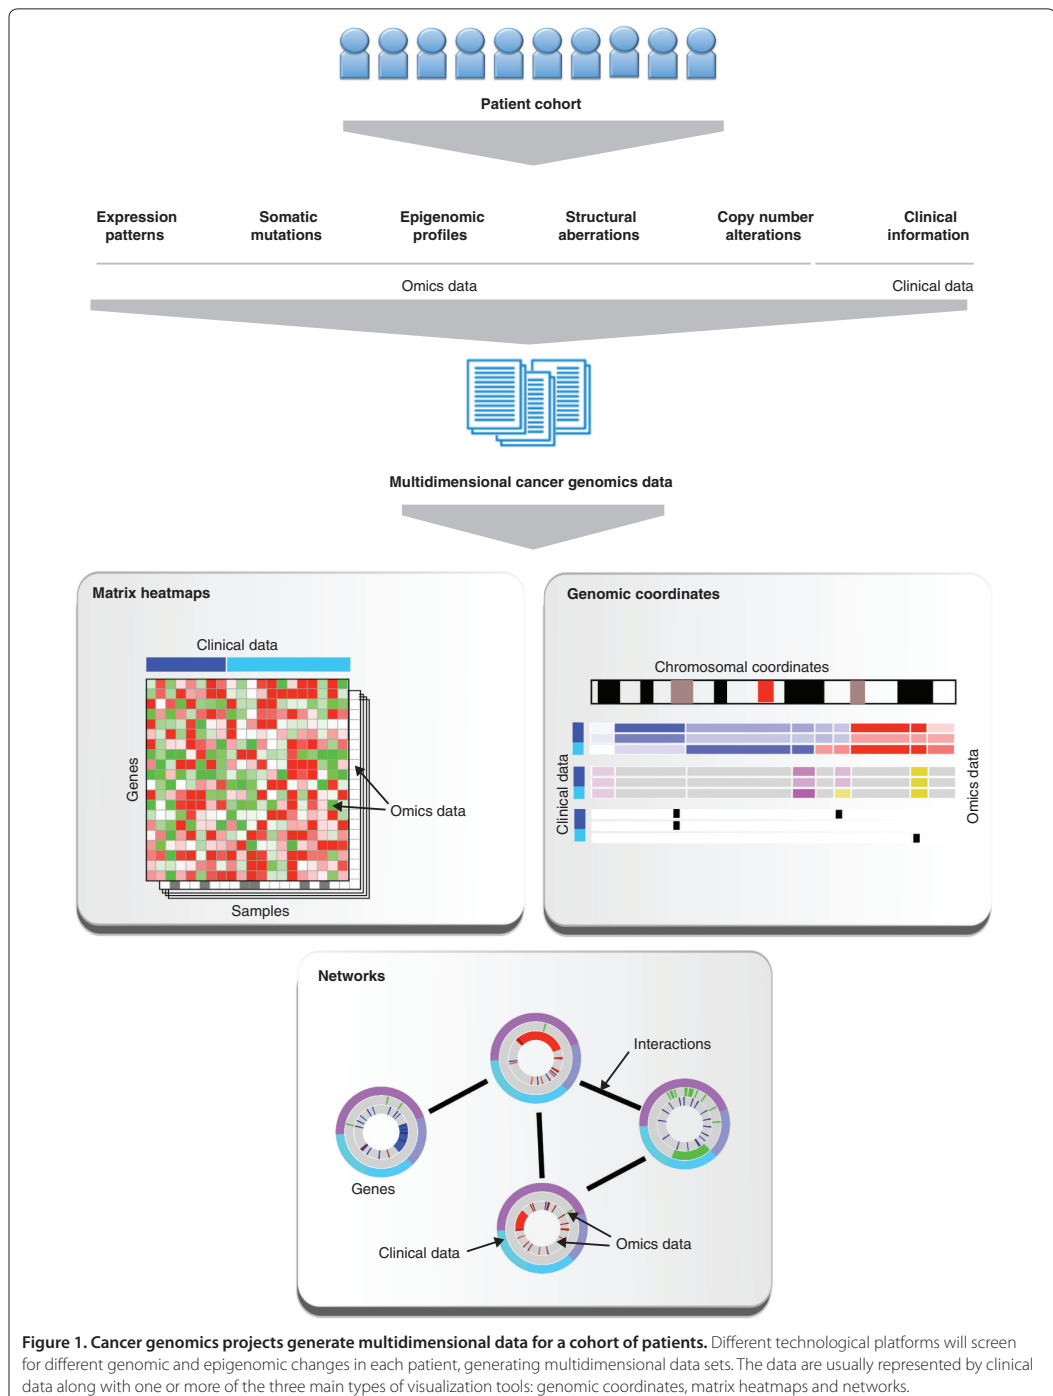 Patient cohort
Expression patterns
Somatic mutations
Epigenomic profiles
Structural aberrations
Copy number alterations
Clinical information
Omics data
Clinical data
Multidimensional cancer genomics data
Matrix heatmaps
Clinical data
Genes
Omics data
Samples
Genomic coordinates
Chromosomal coordinates
Clinical data
Omics data
Networks
Interactions
Genes
Clinical data
Omics data
Figure 1. Cancer genomics projects generate multidimensional data for a cohort of patients. Different technological platforms will screen
for different genomic and epigenomic changes in each patient, generating multidimensional data sets. The data are usually represented by clinical
data along with one or more of the three main types of visualization tools: genomic coordinates, matrix heatmaps and networks.